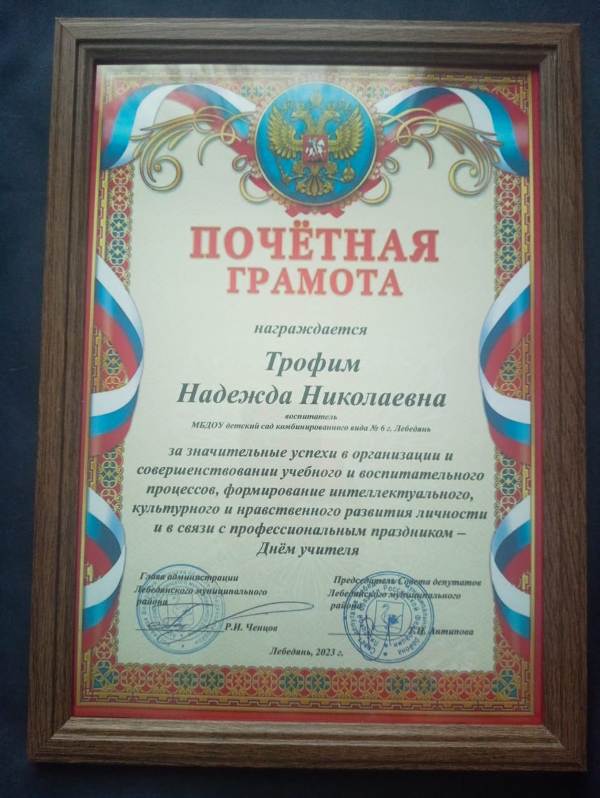 ПОЧЁТНАЯ
ГРАМОТА
награждается
Трофим
Надежда Николаевна
воспитатель
МБДОУ детский сад комбинированного вида № 6 г. Лебедянь
за значительные успехи в организации и
совершенствовании учебного и воспитательного
процессов, формирование интеллектуального,
культурного и нравственного развития личности
и в связи с профессиональным праздником –
Днём учителя
Глава администрации
Лебедянского муниципального
района
Р.И. Ченцов
Председатель Совета депутатов
Лебедянского муниципального
района
Антипова
Лебедянь, 2023 г.